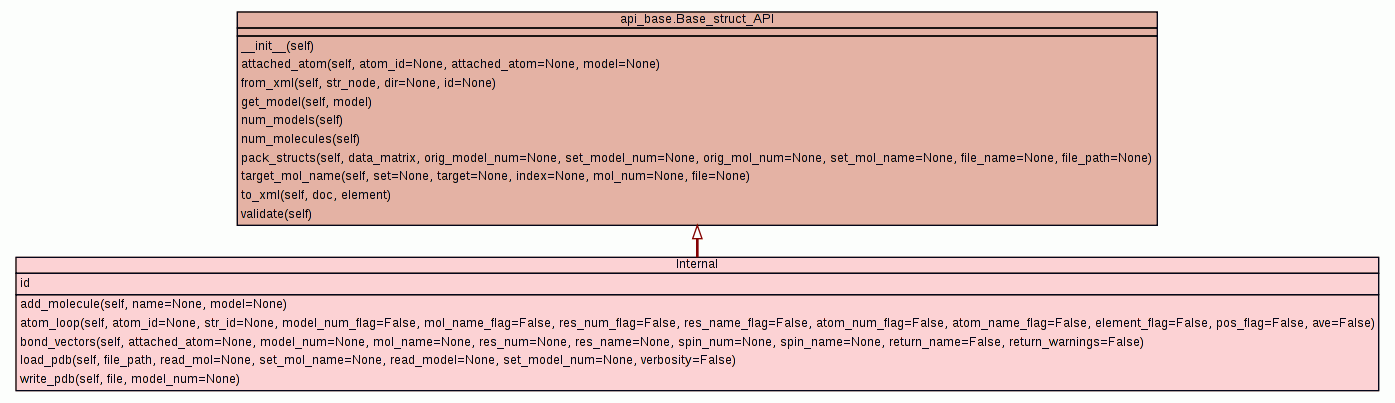 api_base.Base_struct_API
__init__(self)
attached_atom(self, atom_id=None, attached_atom=None, model=None)
from_xml(self, str_node, dir=None, id=None)
get_model(self, model)
num_models(self)
num_molecules(self)
pack_structs(self, data_matrix, orig_model_num=None, set_model_num=None, orig_mol_num=None, set_mol_name=None, file_name=None, file_path=None)
target_mol_name(self, set=None, target=None, index=None, mol_num=None, file=None)
to_xml(self, doc, element)
validate(self)
Internal
id
add_molecule(self, name=None, model=None)
atom_loop(self, atom_id=None, str_id=None, model_num_flag=False, mol_name_flag=False, res_num_flag=False, res_name_flag=False, atom_num_flag=False, atom_name_flag=False, element_flag=False, pos_flag=False, ave=False)
bond_vectors(self, attached_atom=None, model_num=None, mol_name=None, res_num=None, res_name=None, spin_num=None, spin_name=None, return_name=False, return_warnings=False)
load_pdb(self, file_path, read_mol=None, set_mol_name=None, read_model=None, set_model_num=None, verbosity=False)
write_pdb(self, file, model_num=None)